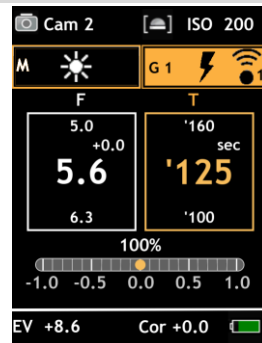 Cam 2 ISO 200
M G 1 1
F T
5.0 '160
+0.0 sec
5.6 '125
6.3 '100
100%
-1.0 -0.5 0.0 0.5 1.0
EV +8.6 Cor +0.0